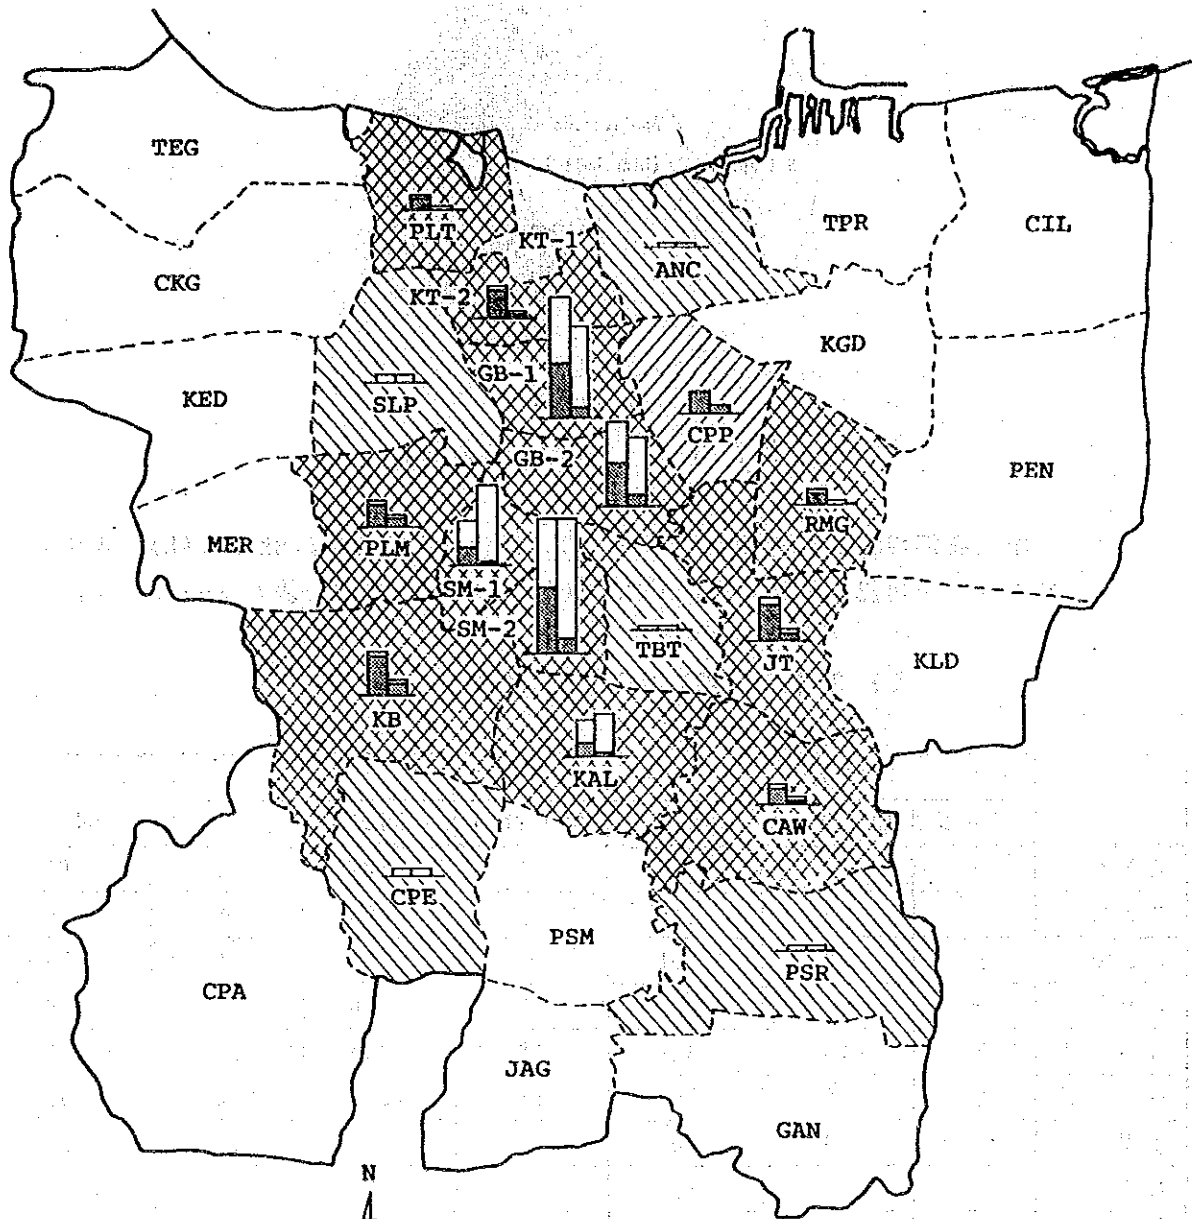 TEG
PLT
TPR
CIL
KT-1
ANC
CKG
KT-2
KGD
GB-1
KED
SLP
CPP
GB-2
PEN
RMG
MER
PLM
SM-1
SM-2
TBT
JT
KLD
KB
KAL
CAW
CPE
PSM
PSR
CPA
JAG
GAN
N